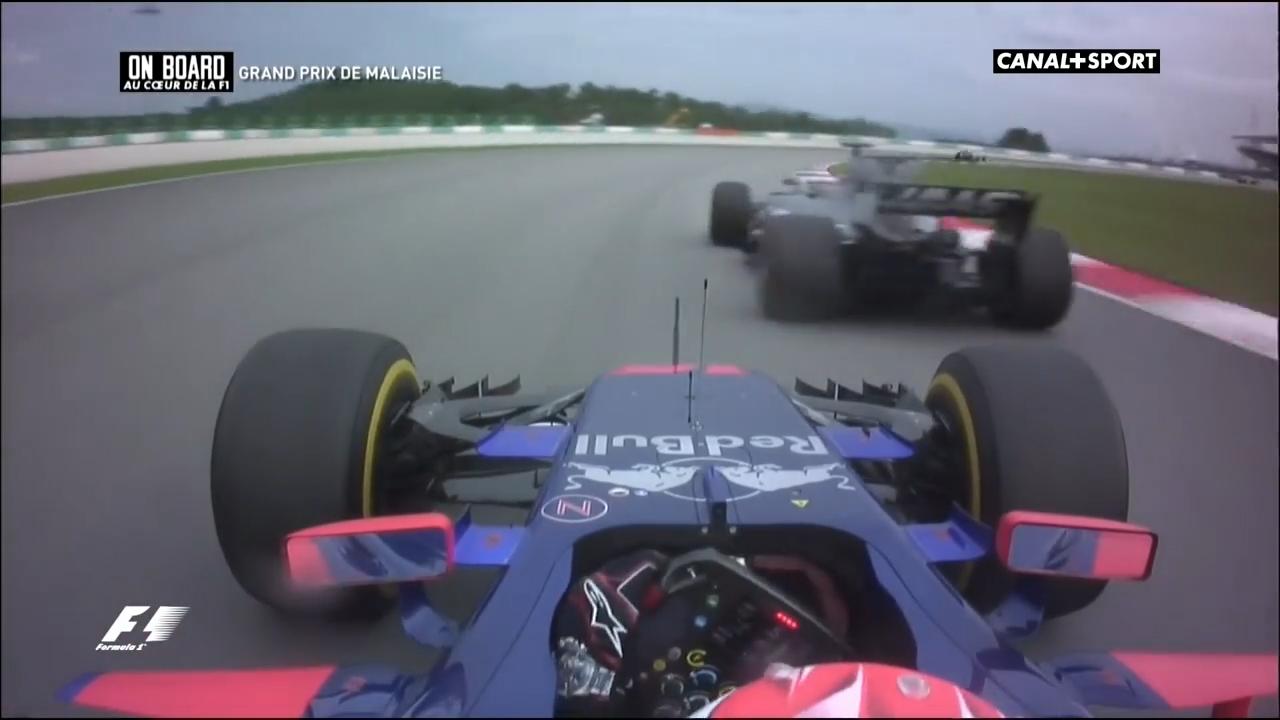 ON BOARD
AU CŒUR DE LA F1
GRAND PRIX DE MALAISIE
CANAL+SPORT
Red Bull
F1
Formula 1